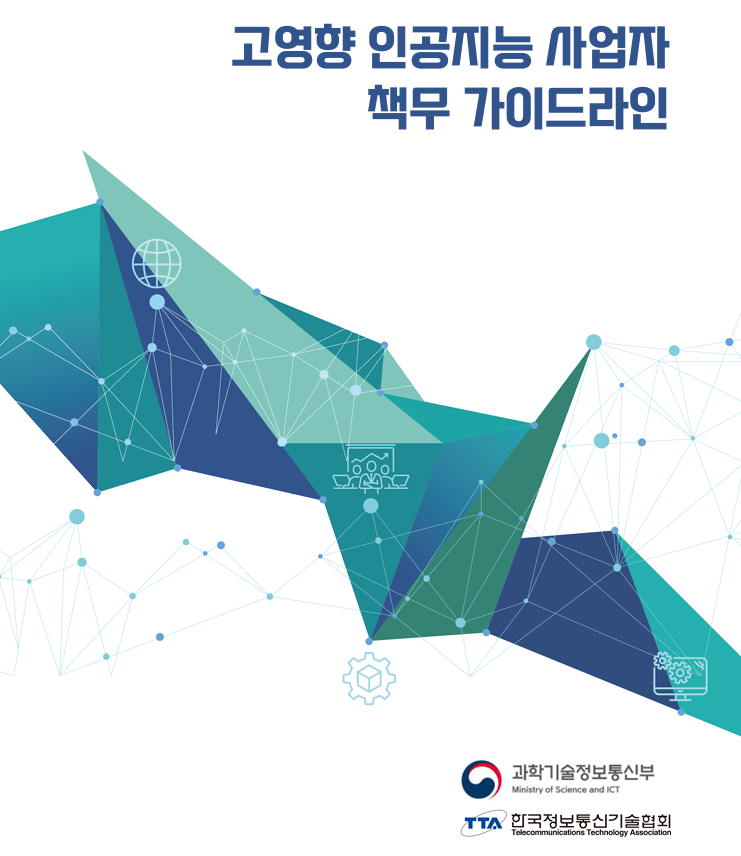 고영향 인공지능 사업자
책무 가이드라인
과학기술정보통신부
Ministry of Science and ICT
TTA 한국정보통신기술협회
Telecommunications Technology Association